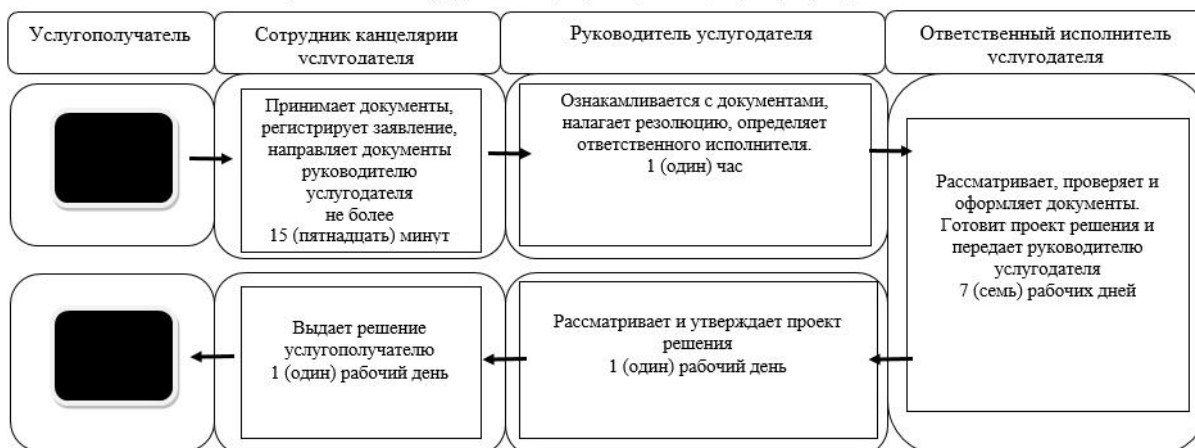 Услугополучатель
Сотрудник канцелярии
услугодателя
Руководитель услугодателя
Ответственный исполнитель
услугодателя
Принимает документы,
регистрирует заявление,
направляет документы
руководителю
услугодателя
не более
15 (пятнадцать) минут
Ознакамливается с документами,
налагает резолюцию, определяет
ответственного исполнителя.
1 (один) час
Рассматривает, проверяет и
оформляет документы.
Готовит проект решения и
передает руководителю
услугодателя
7 (семь) рабочих дней
Выдает решение
услугополучателю
1 (один) рабочий день
Рассматривает и утверждает проект
решения
1 (один) рабочий день